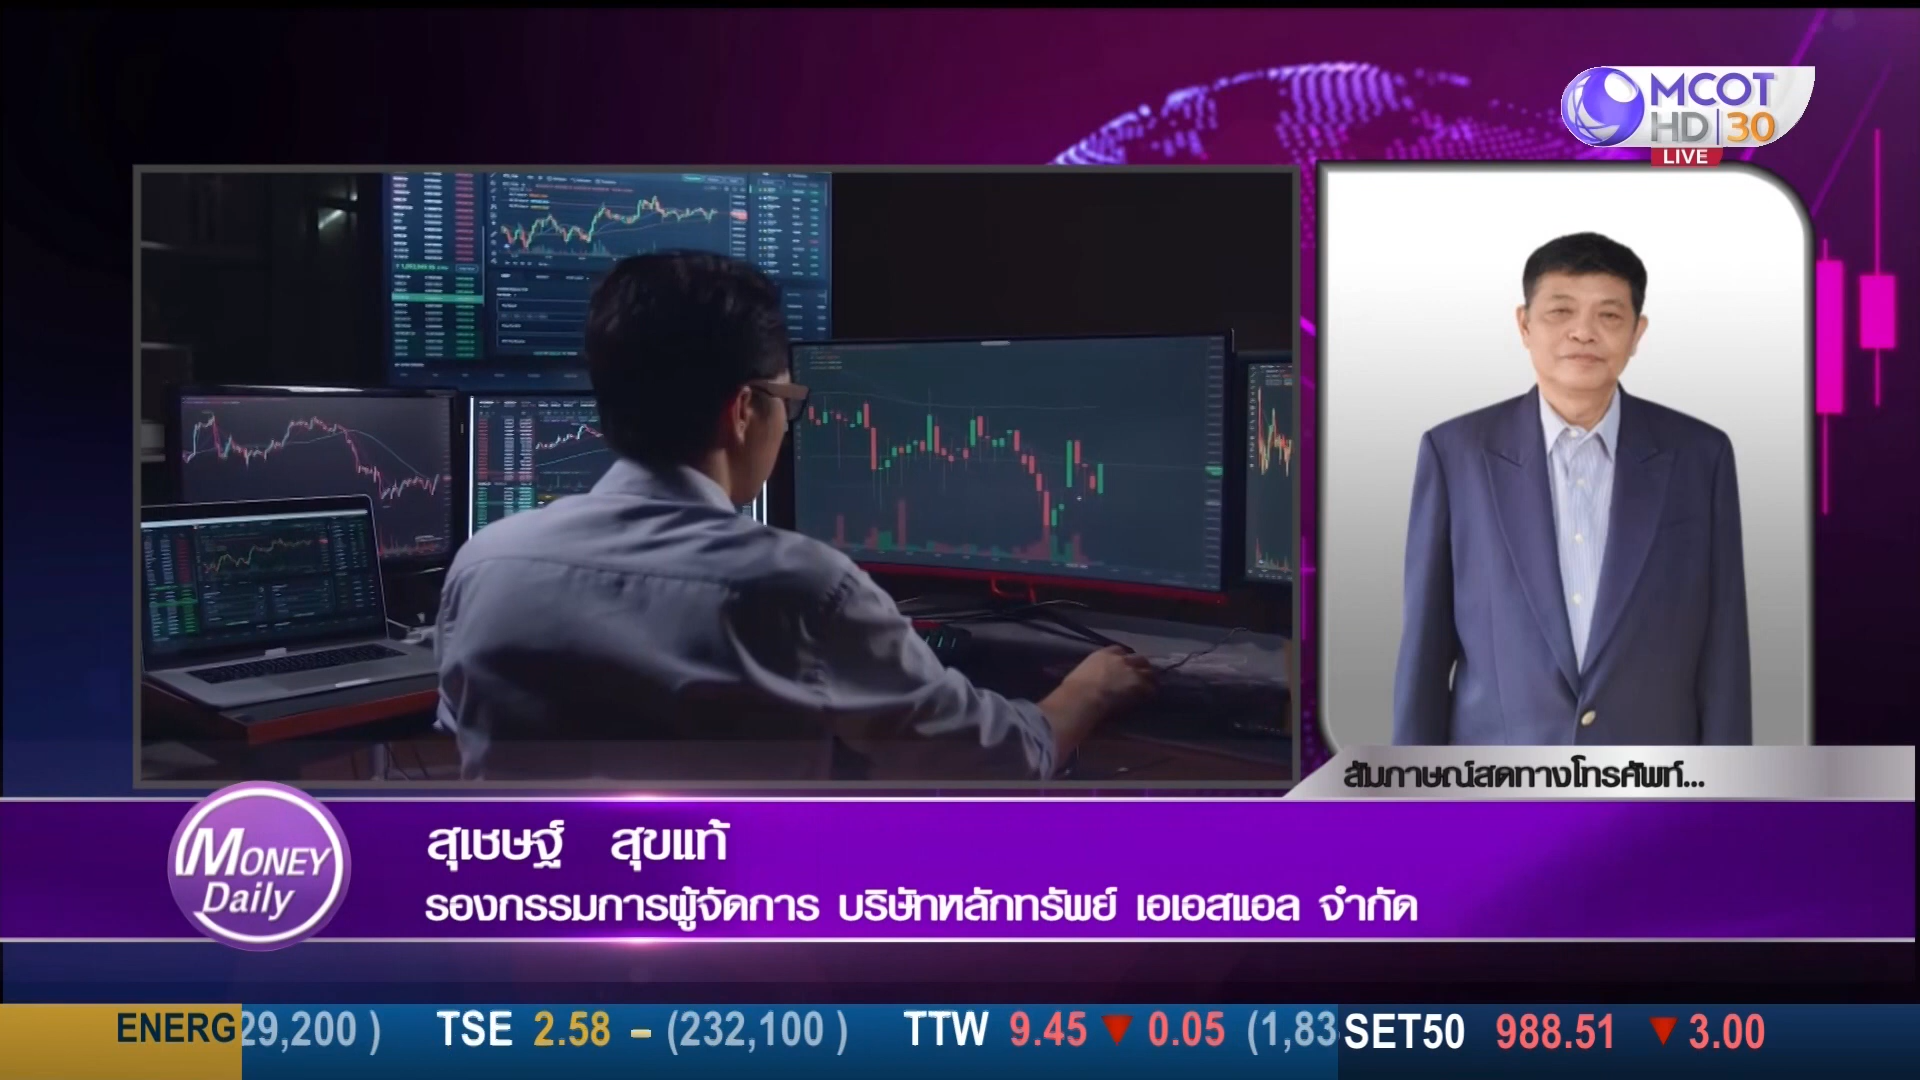 MCOT
HD 30
LIVE
สัมภาษณ์สดทางโทรศัพท์...
MONEY
Daily
สุเชษฐ์ สุขแท้
รองกรรมการผู้จัดการ บริษัทหลักทรัพย์ เอเอสแอล จำกัด
ENERG 29,200 ) TSE 2.58 – (232,100 ) TTW 9.45 ▼ 0.05 (1,83 SET50 988.51 ▼ 3.00